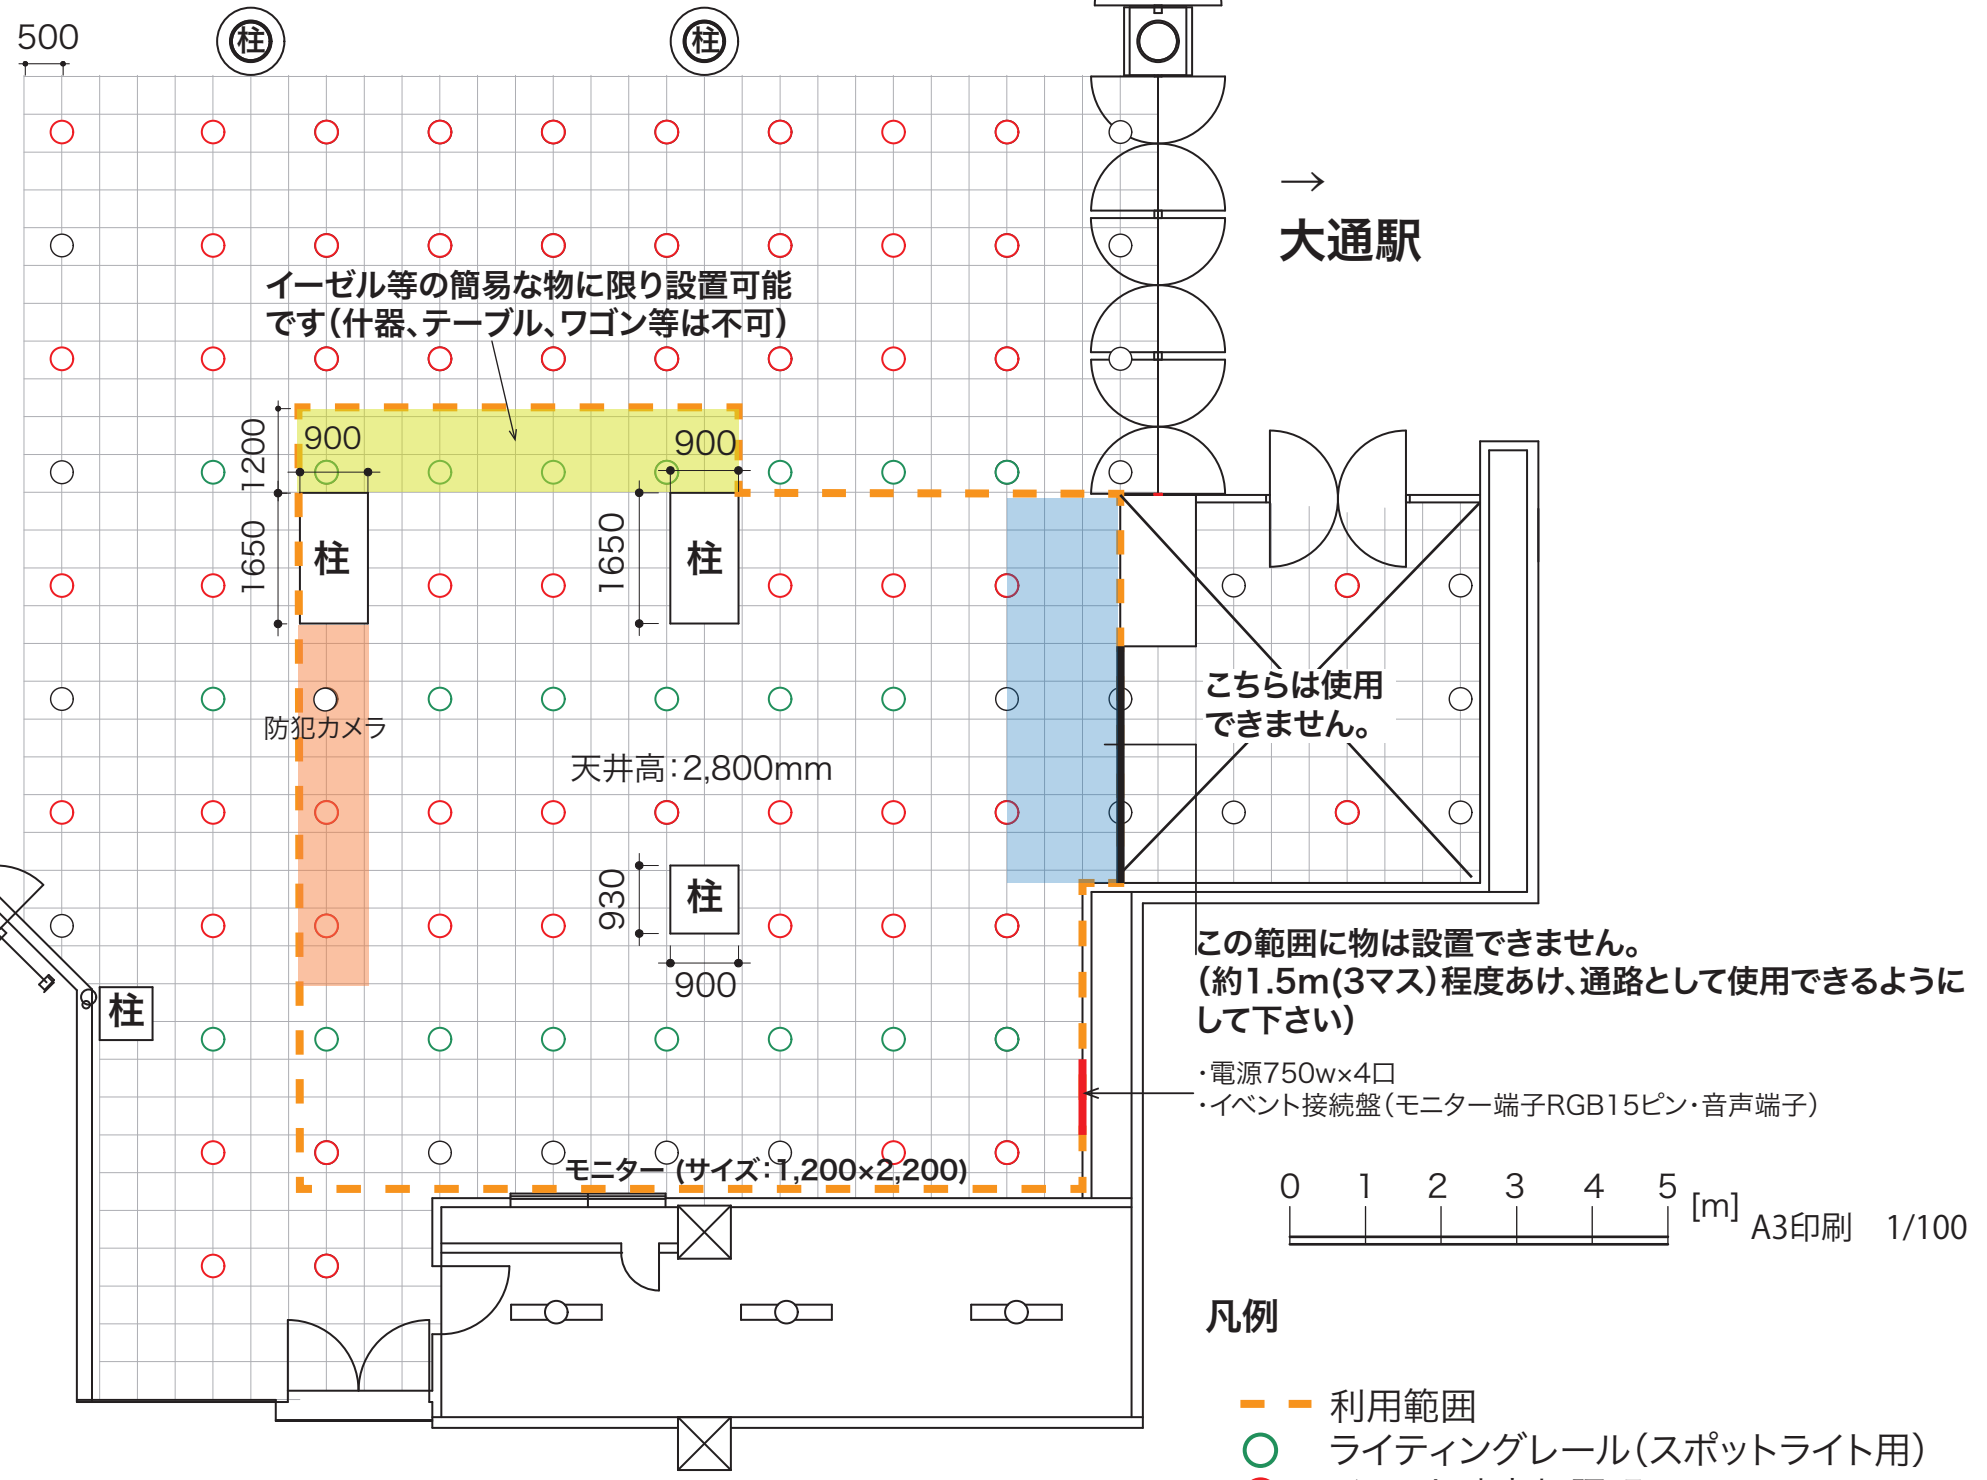 500
柱
柱
→
大通駅
イーゼル等の簡易な物に限り設置可能
です(什器、テーブル、ワゴン等は不可)
1200
900
900
1650
柱
1650
柱
こちらは使用
できません。
防犯カメラ
天井高：2,800mm
930
柱
900
柱
この範囲に物は設置できません。
(約1.5m(3マス)程度あけ、通路として使用できるように
して下さい)
・電源750w×4口
・イベント接続盤(モニター端子RGB15ピン・音声端子)
モニター (サイズ：1,200×2,200)
0 1 2 3 4 5 [m]
A3印刷 1/100
凡例
利用範囲
ライティングレール(スポットライト用)